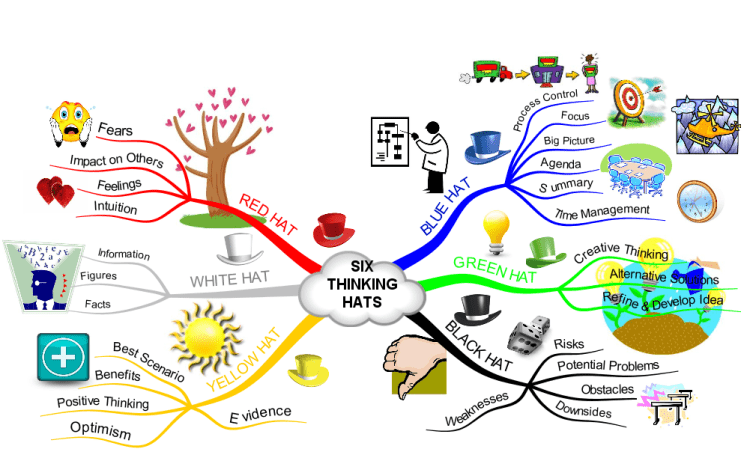 SIX
THINKING
HATS
RED HAT
Fears
Impact on Others
Feelings
Intuition
WHITE HAT
Information
Figures
Facts
YELLOW HAT
Best Scenario
Benefits
Positive Thinking
Optimism
E vidence
BLUE HAT
Process Control
Focus
Big Picture
Agenda
S ummary
Time Management
GREEN HAT
Creative Thinking
Alternative Solutions
Refine & Develop Idea
BLACK HAT
Risks
Potential Problems
Obstacles
Downsides
Weaknesses